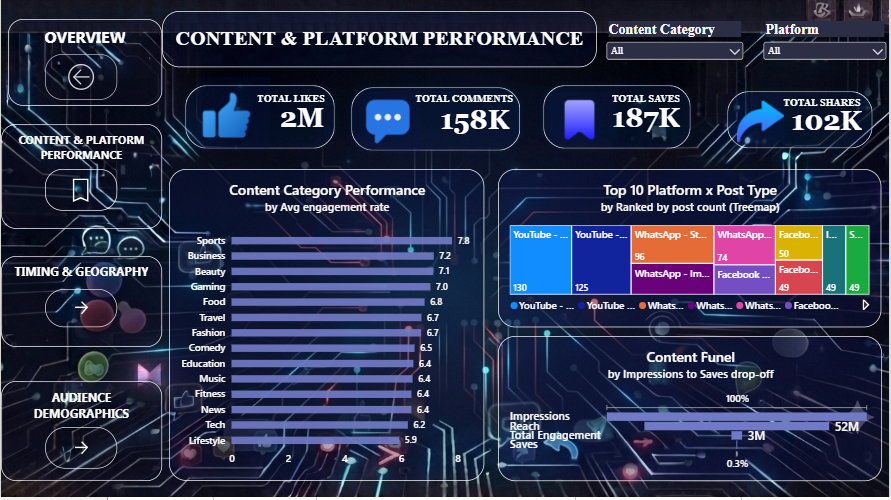 OVERVIEW
CONTENT & PLATFORM PERFORMANCE
Content Category
All
Platform
All
TOTAL LIKES
2M
TOTAL COMMENTS
158K
TOTAL SAVES
187K
TOTAL SHARES
102K
CONTENT & PLATFORM
PERFORMANCE
TIMING & GEOGRAPHY
AUDIENCE
DEMOGRAPHICS
Content Category Performance
by Avg engagement rate
Sports 7.8
Business 7.2
Beauty 7.1
Gaming 7.0
Food 6.8
Travel 6.7
Fashion 6.7
Comedy 6.5
Education 6.4
Music 6.4
Fitness 6.4
News 6.4
Tech 6.2
Lifestyle 5.9
0 2 4 6 8
Top 10 Platform x Post Type
by Ranked by post count (Treemap)
YouTube - ...
130
YouTube -...
125
WhatsApp - St...
96
WhatsApp - Im...
WhatsApp...
74
Facebook ...
Facebo...
50
Facebo...
49
I...
49
S...
49
YouTube - ... YouTube ... Whats... Whats... Whats... Faceboo...
Content Funel
by Impressions to Saves drop-off
100%
Impressions
Reach 52M
Total Engagement 3M
Saves
0.3%